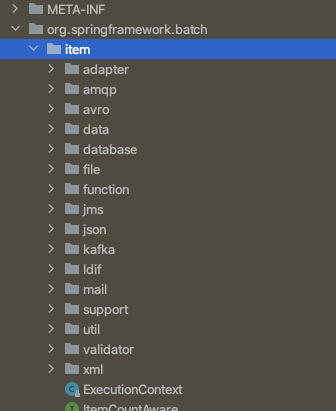 META-INF
org.springframework.batch
item
adapter
amqp
avro
data
database
file
function
jms
json
kafka
ldif
mail
support
util
validator
xml
ExecutionContext
ItemCountAware